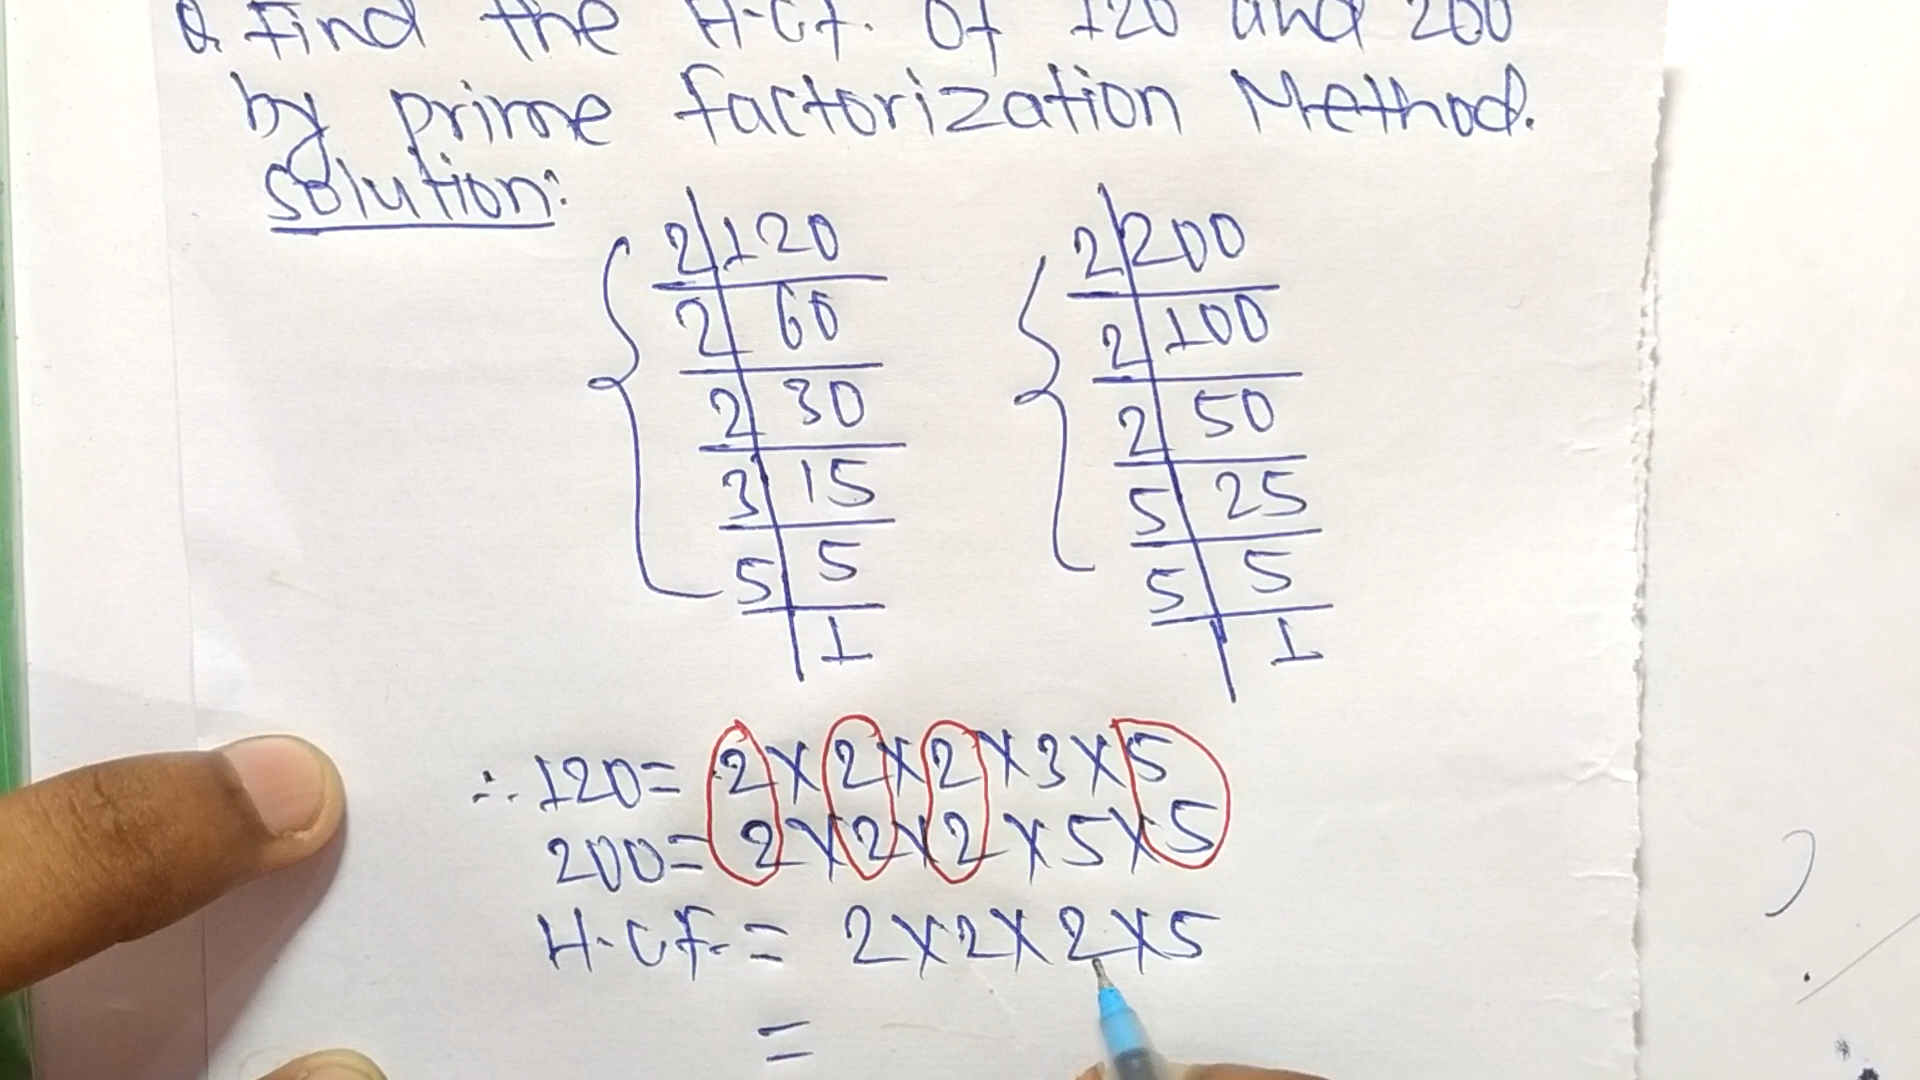 Q. Find the H.C.F. Of 120 and 200
by prime factorization Method.
Solution:
2 120
2 60
2 30
3 15
5 5
1
2 200
2 100
2 50
5 25
5 5
1
∴ 120= 2×2×2×3×5
200= 2×2×2×5×5
H.C.F. = 2×2×2×5
=